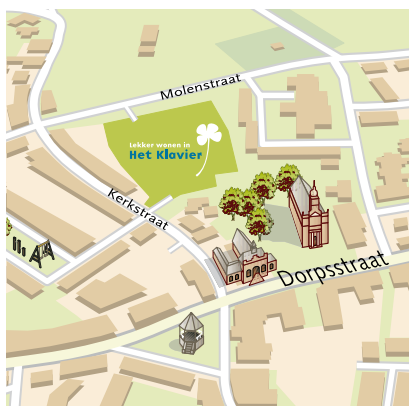 Molenstraat
Lekker wonen in
Het Klavier
Kerkstraat
Dorpsstraat